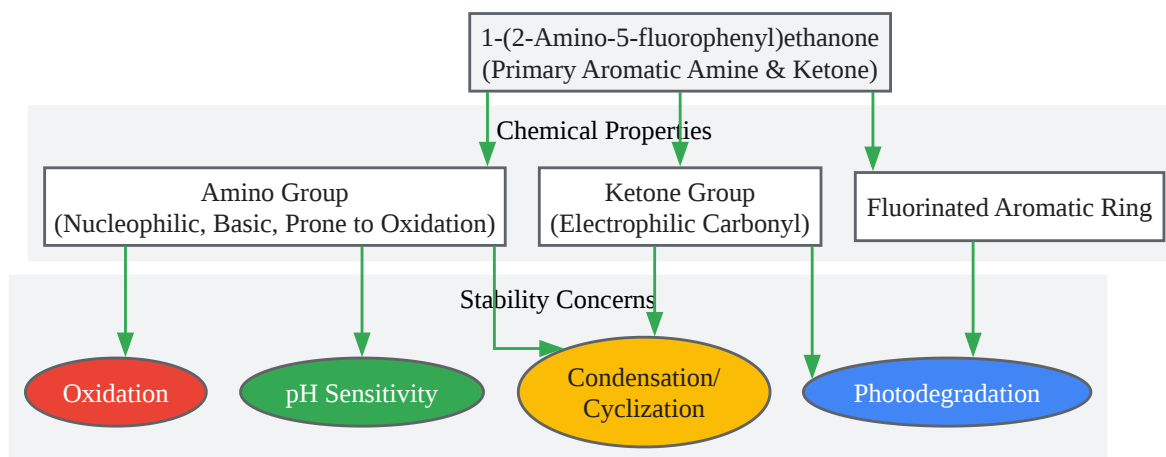 1-(2-Amino-5-fluorophenyl)ethanone
(Primary Aromatic Amine & Ketone)
Chemical Properties
Amino Group
(Nucleophilic, Basic, Prone to Oxidation)
Ketone Group
(Electrophilic Carbonyl)
Fluorinated Aromatic Ring
Stability Concerns
Oxidation
pH Sensitivity
Condensation/
Cyclization
Photodegradation